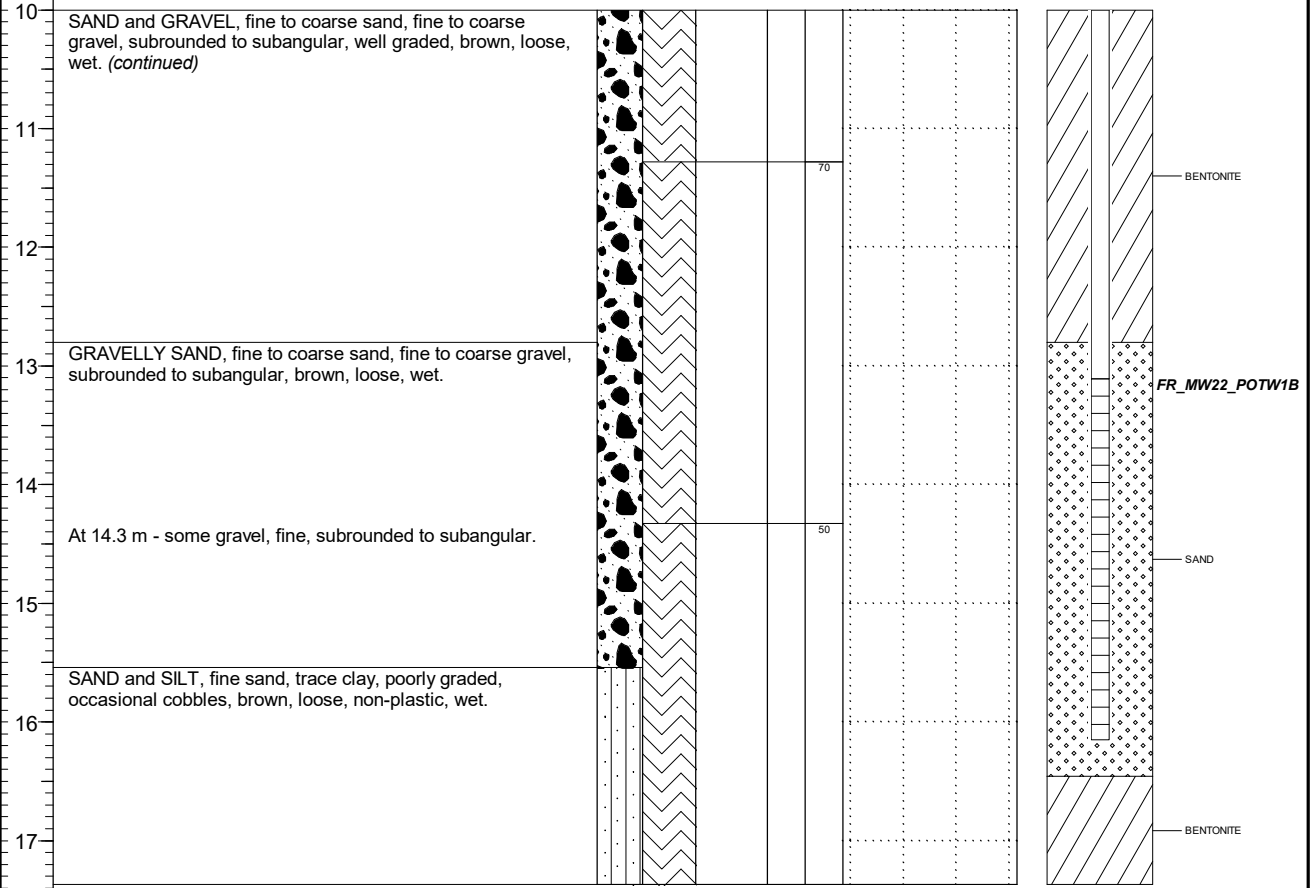 10
SAND and GRAVEL, fine to coarse sand, fine to coarse
gravel, subrounded to subangular, well graded, brown, loose,
wet. (continued)
11
70
BENTONITE
12
GRAVELLY SAND, fine to coarse sand, fine to coarse gravel,
subrounded to subangular, brown, loose, wet.
13
FR_MW22_POTW1B
14
At 14.3 m - some gravel, fine, subrounded to subangular.
50
SAND
15
SAND and SILT, fine sand, trace clay, poorly graded,
occasional cobbles, brown, loose, non-plastic, wet.
16
17
BENTONITE